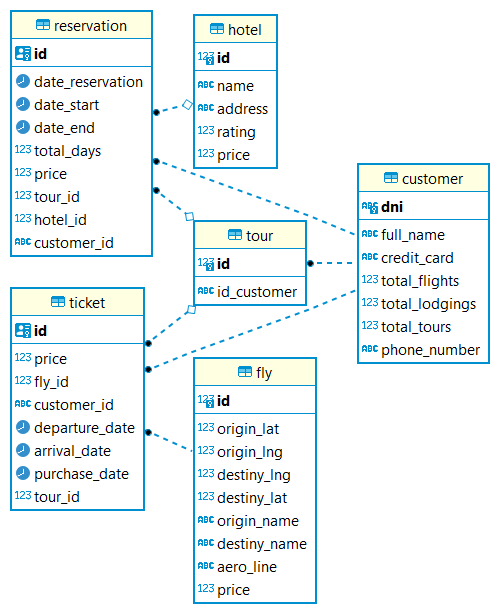 reservation
id
date_reservation
date_start
date_end
123 total_days
123 price
123 tour_id
123 hotel_id
ABC customer_id
hotel
123 id
ABC name
ABC address
123 rating
123 price
customer
ABC dni
ABC full_name
ABC credit_card
123 total_flights
123 total_lodgings
123 total_tours
ABC phone_number
tour
123 id
ABC id_customer
ticket
id
123 price
123 fly_id
ABC customer_id
departure_date
arrival_date
purchase_date
123 tour_id
fly
123 id
123 origin_lat
123 origin_lng
123 destiny_lng
123 destiny_lat
ABC origin_name
ABC destiny_name
ABC aero_line
123 price